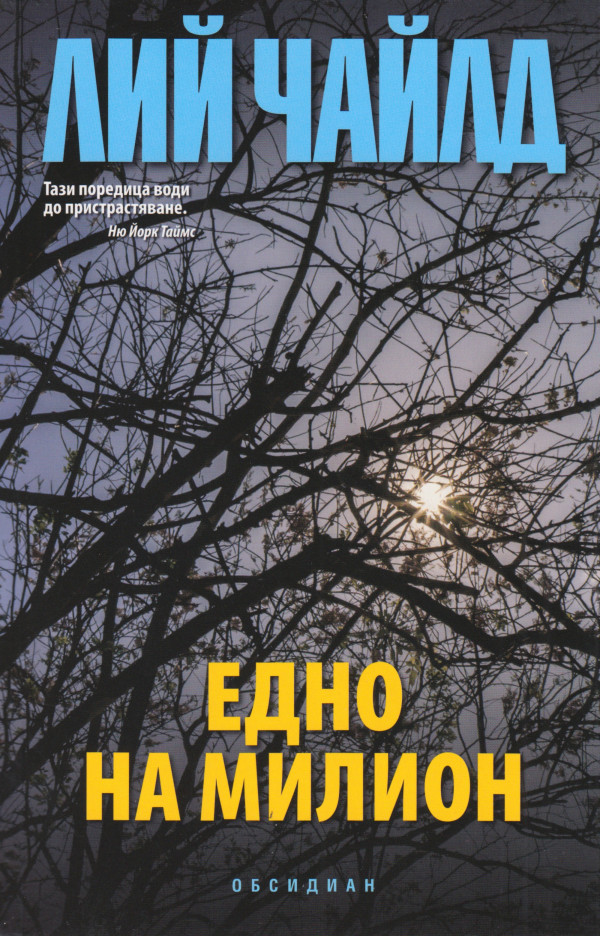 ЛИЙ ЧАЙЛД
Тази поредица води
до пристрастяване.
Ню Йорк Таймс
ЕДНО
НА МИЛИОН
ОБСИДИАН